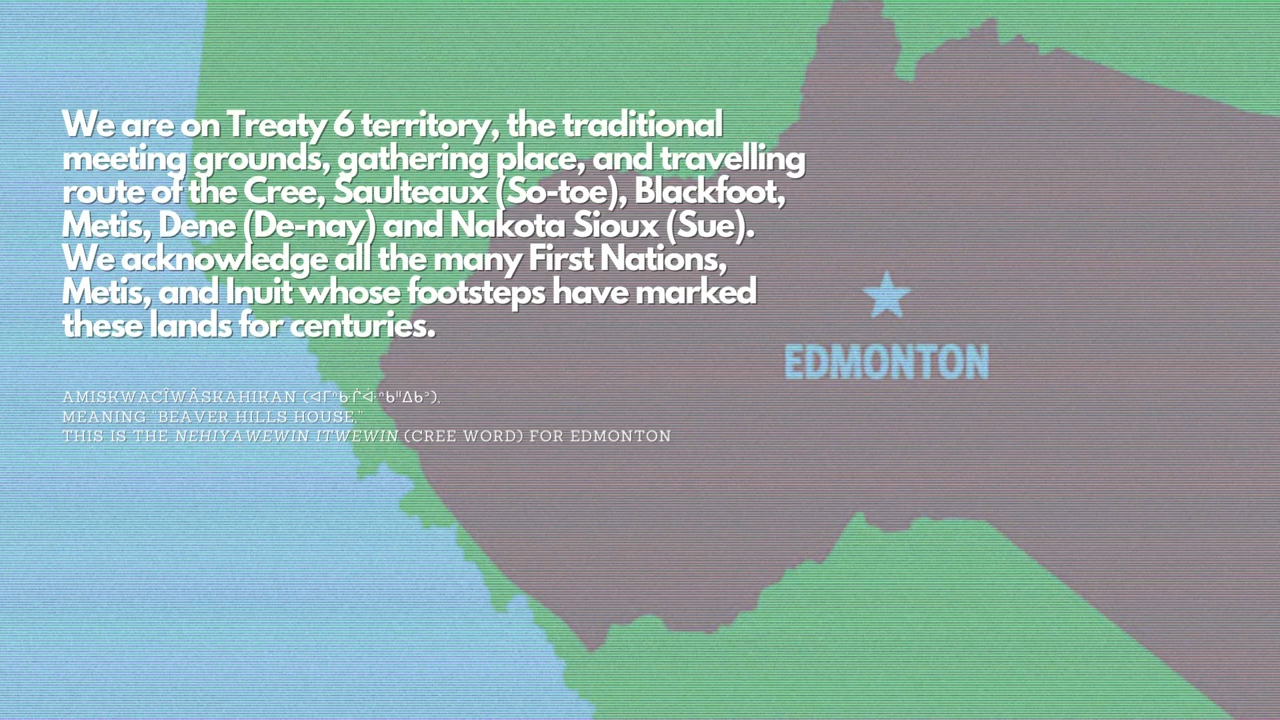 We are on Treaty 6 territory, the traditional
meeting grounds, gathering place, and travelling
route of the Cree, Saulteaux (So-toe), Blackfoot,
Metis, Dene (De-nay) and Nakota Sioux (Sue).
We acknowledge all the many First Nations,
Metis, and Inuit whose footsteps have marked
these lands for centuries.
AMISKWACÎWÂSKAHIKAN (ᐊᒥᐢᑲᒌᐚᐢᑲᐦᐃᑲᐣ),
MEANING "BEAVER HILLS HOUSE,"
THIS IS THE NEHIYAWEWIN ITWEWIN (CREE WORD) FOR EDMONTON
EDMONTON